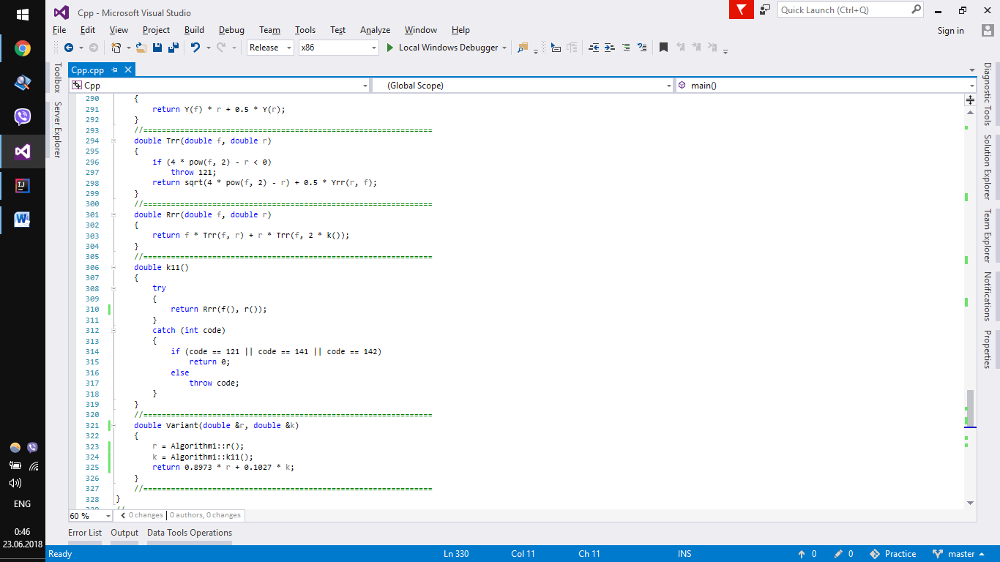 Cpp - Microsoft Visual Studio
Quick Launch (Ctrl+Q)
File Edit View Project Build Debug Team Tools Test Analyze Window Help
Sign in
Release x86 Local Windows Debugger
Toolbox
Server Explorer
Cpp.cpp
Cpp (Global Scope) main()
290 {
291 return Y(f) * r + 0.5 * Y(r);
292 }
293 //===============================================================
294 double Trr(double f, double r)
295 {
296 if (4 * pow(f, 2) - r < 0)
297 throw 121;
298 return sqrt(4 * pow(f, 2) - r) + 0.5 * Yrr(r, f);
299 }
300 //===============================================================
301 double Rrr(double f, double r)
302 {
303 return f * Trr(f, r) + r * Trr(f, 2 * k());
304 }
305 //===============================================================
306 double k11()
307 {
308 try
309 {
310 return Rrr(f(), r());
311 }
312 catch (int code)
313 {
314 if (code == 121 || code == 141 || code == 142)
315 return 0;
316 else
317 throw code;
318 }
319 }
320 //===============================================================
321 double Variant(double &r, double &k)
322 {
323 r = Algorithm1::r();
324 k = Algorithm1::k11();
325 return 0.8973 * r + 0.1027 * k;
326 }
327 //===============================================================
328 }
329 //
Diagnostic Tools
Solution Explorer
Team Explorer
Notifications
Properties
60 % 0 changes | 0 authors, 0 changes
Error List Output Data Tools Operations
Ready Ln 330 Col 11 Ch 11 INS 0 0 Practice master
IJ
W
ENG
0:46
23.06.2018